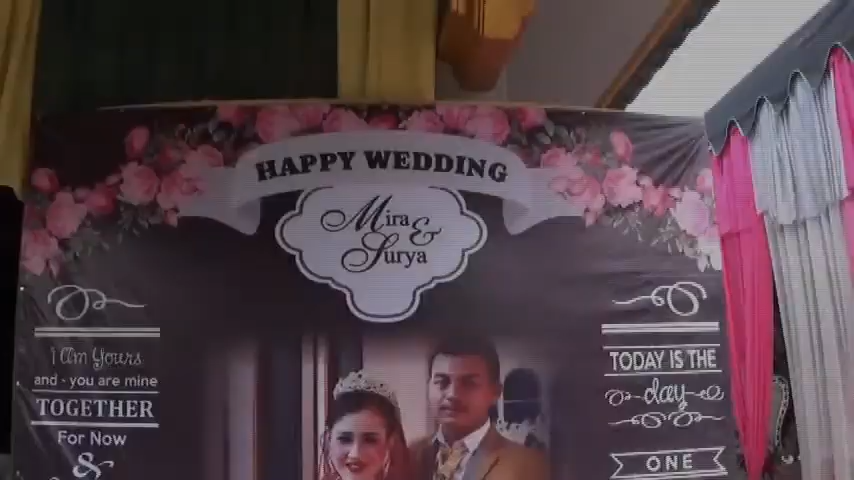 HAPPY WEDDING
Mira &
Surya
I Am Yours
and - you are mine
TOGETHER
For Now
&
TODAY IS THE
day
ONE